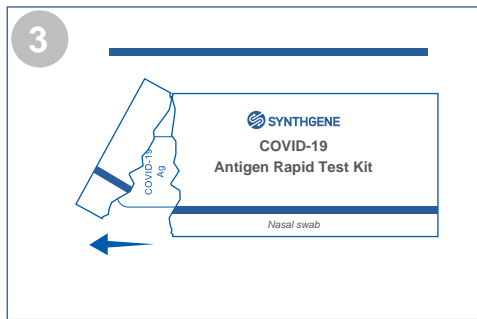 3
SYNTHGENE
COVID-19
Antigen Rapid Test Kit
COVID-19
Ag
Nasal swab